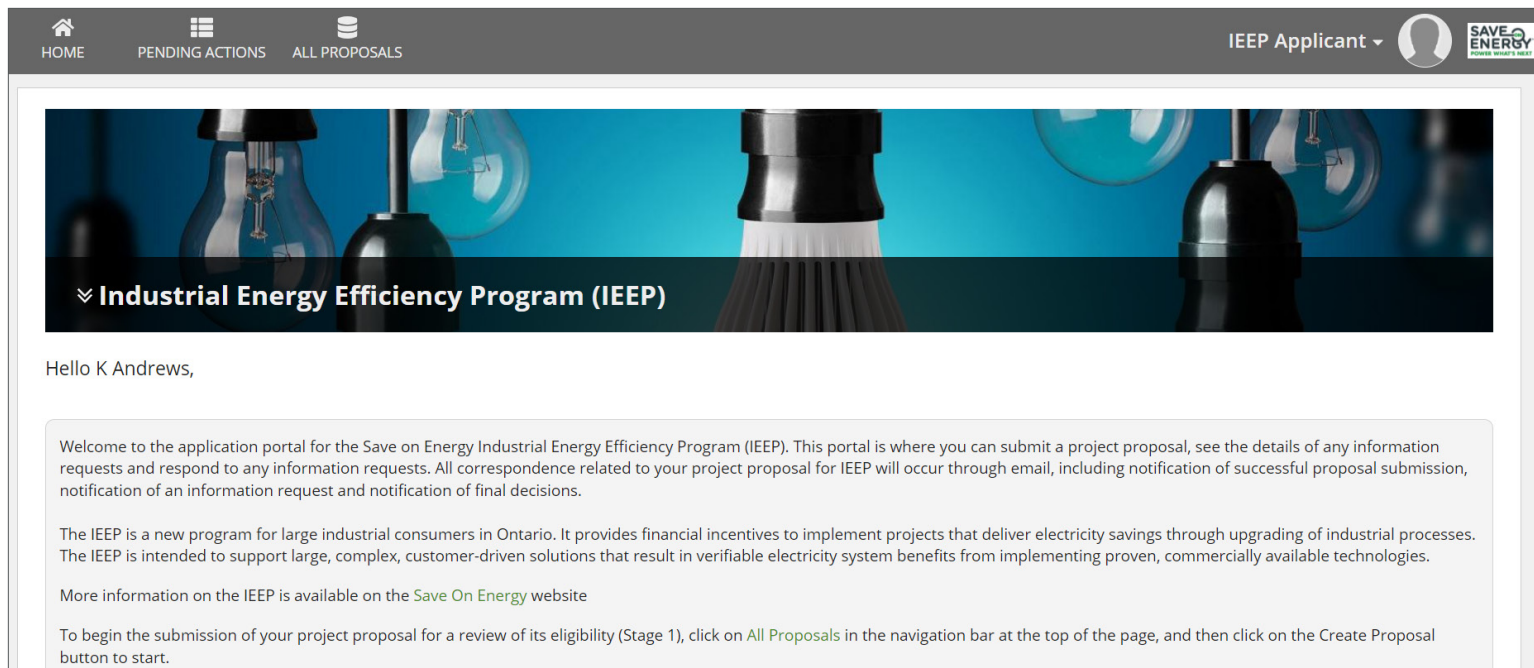 HOME
PENDING ACTIONS
ALL PROPOSALS
IEEP Applicant
SAVE ON
ENERGY
POWER WHAT'S NEXT
Industrial Energy Efficiency Program (IEEP)
Hello K Andrews,
Welcome to the application portal for the Save on Energy Industrial Energy Efficiency Program (IEEP). This portal is where you can submit a project proposal, see the details of any information
requests and respond to any information requests. All correspondence related to your project proposal for IEEP will occur through email, including notification of successful proposal submission,
notification of an information request and notification of final decisions.
The IEEP is a new program for large industrial consumers in Ontario. It provides financial incentives to implement projects that deliver electricity savings through upgrading of industrial processes.
The IEEP is intended to support large, complex, customer-driven solutions that result in verifiable electricity system benefits from implementing proven, commercially available technologies.
More information on the IEEP is available on the Save On Energy website
To begin the submission of your project proposal for a review of its eligibility (Stage 1), click on All Proposals in the navigation bar at the top of the page, and then click on the Create Proposal
button to start.